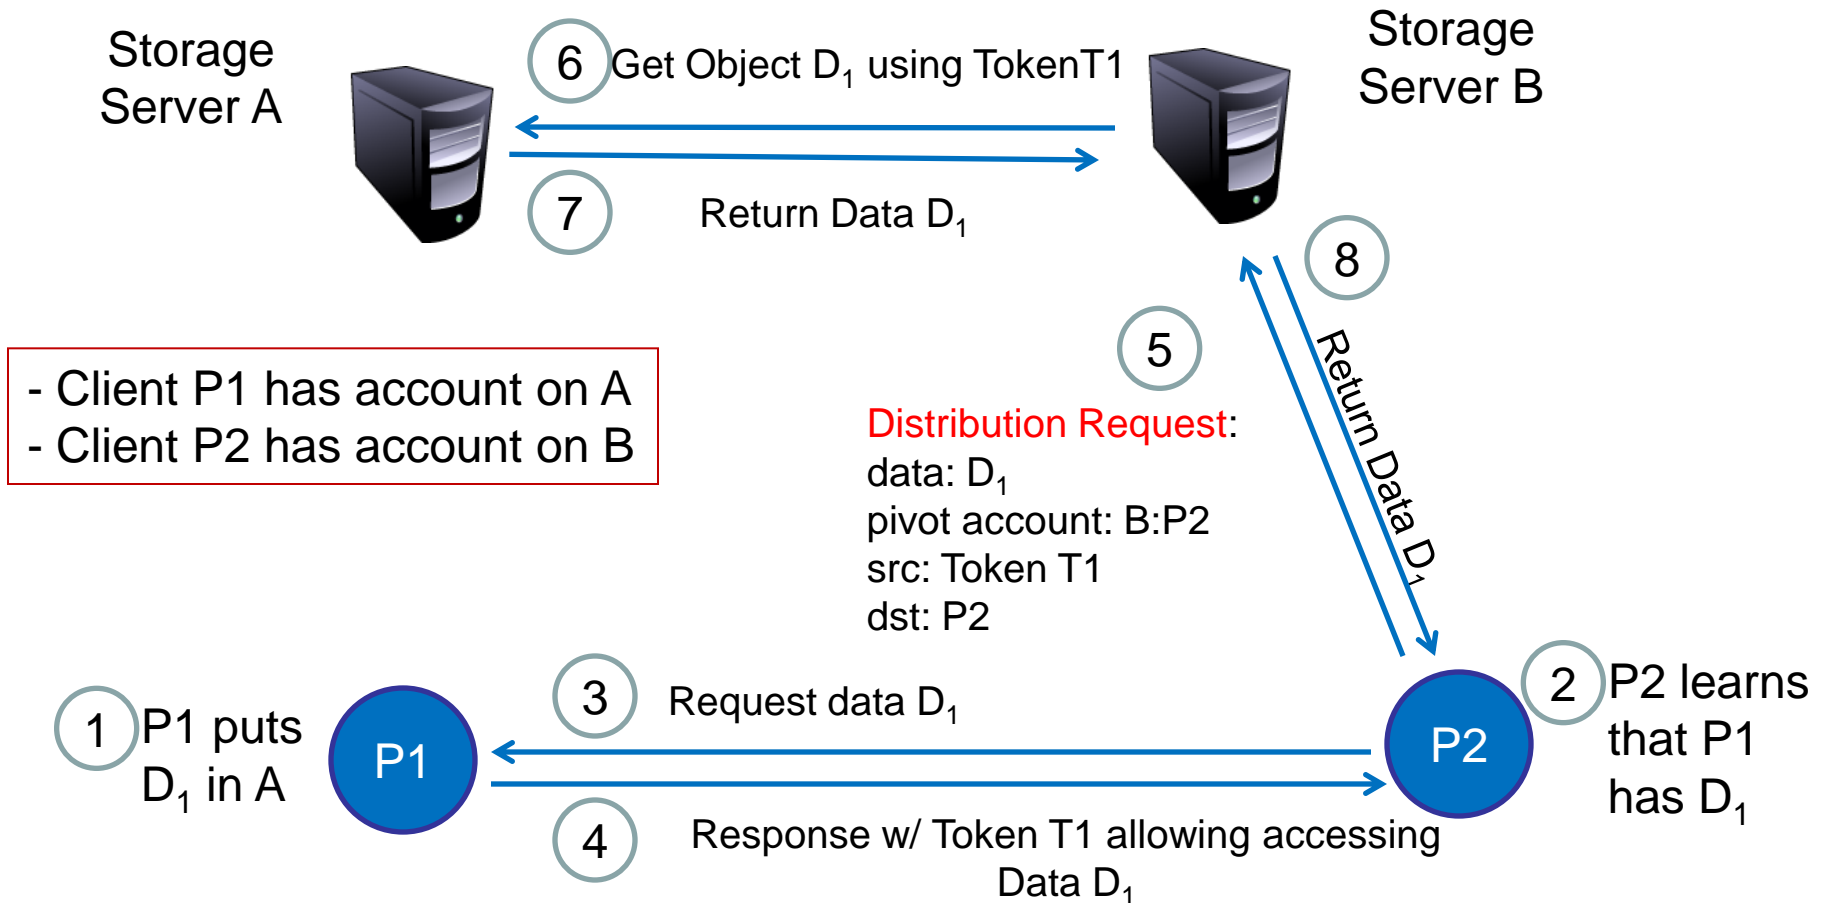 Storage
Server A
6
Get Object D₁ using TokenT1
Storage
Server B
7
Return Data D₁
8
Return Data D₁
- Client P1 has account on A
- Client P2 has account on B
5
Distribution Request:
data: D₁
pivot account: B:P2
src: Token T1
dst: P2
1
P1 puts
D₁ in A
P1
3
Request data D₁
4
Response w/ Token T1 allowing accessing
Data D₁
P2
2
P2 learns
that P1
has D₁